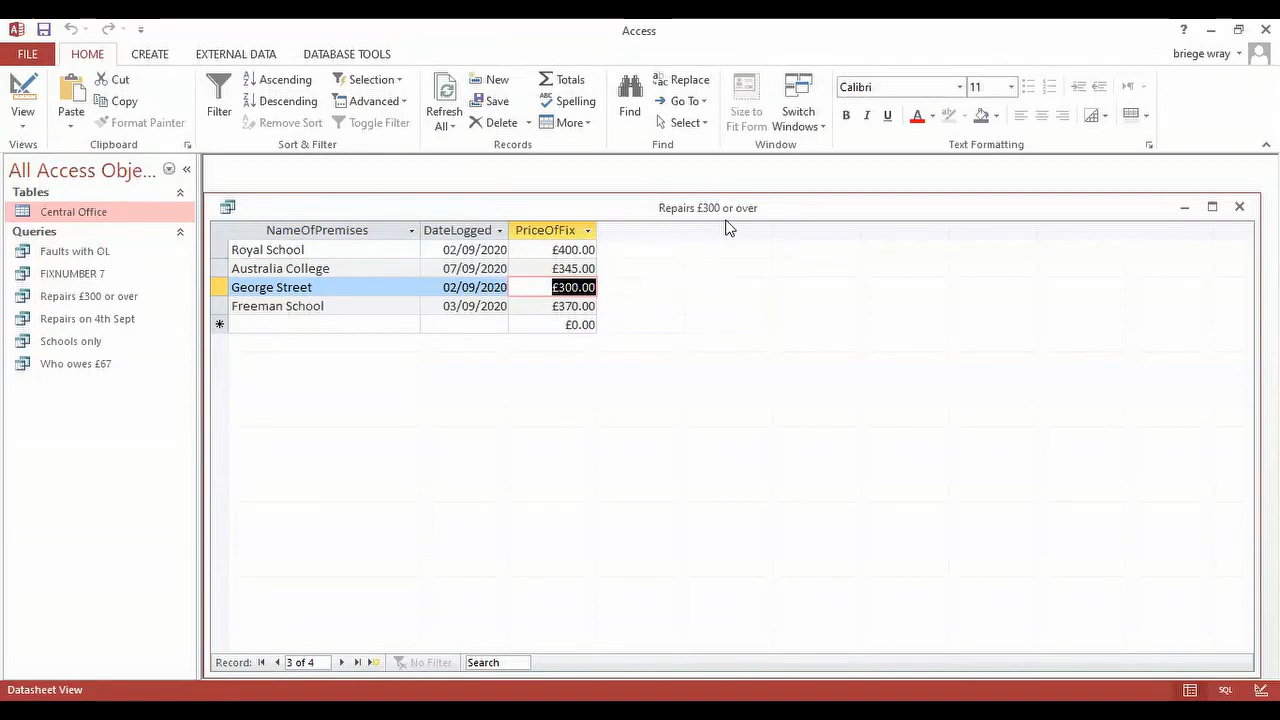 Access
?
FILE HOME CREATE EXTERNAL DATA DATABASE TOOLS briege wray
View
Views
Paste
Cut
Copy
Format Painter
Clipboard
Filter
Ascending
Descending
Remove Sort
Selection
Advanced
Toggle Filter
Sort & Filter
Refresh
All
New
Save
Delete
Totals
Spelling
More
Records
Find
Replace
Go To
Select
Find
Size to
Fit Form
Switch
Windows
Window
Calibri 11
B I U A ab
Text Formatting
All Access Obje...
Tables
Central Office
Queries
Faults with OL
FIXNUMBER 7
Repairs £300 or over
Repairs on 4th Sept
Schools only
Who owes £67
Repairs £300 or over
NameOfPremises DateLogged PriceOfFix
Royal School 02/09/2020 £400.00
Australia College 07/09/2020 £345.00
George Street 02/09/2020 £300.00
Freeman School 03/09/2020 £370.00
£0.00
Record: 3 of 4 No Filter Search
Datasheet View SQL